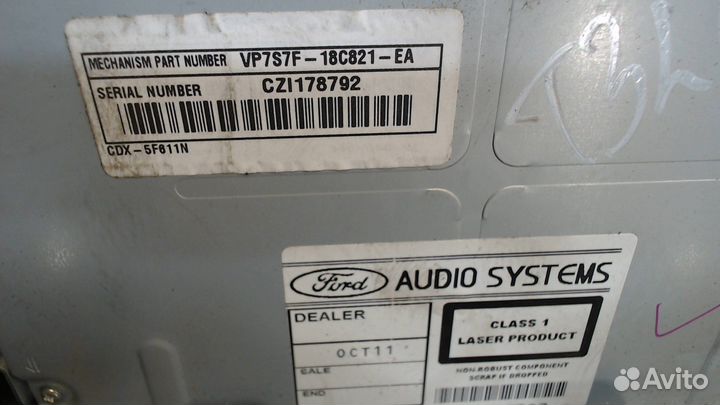 MECHANISM PART NUMBER VP7S7F-18C821-EA
SERIAL NUMBER CZI178792
CDX-5F611N
Ford AUDIO SYSTEMS
DEALER
OCT11
SALE
END
CLASS 1
LASER PRODUCT
NON-ROBUST COMPONENT
SCRAP IF DROPPED
Avito